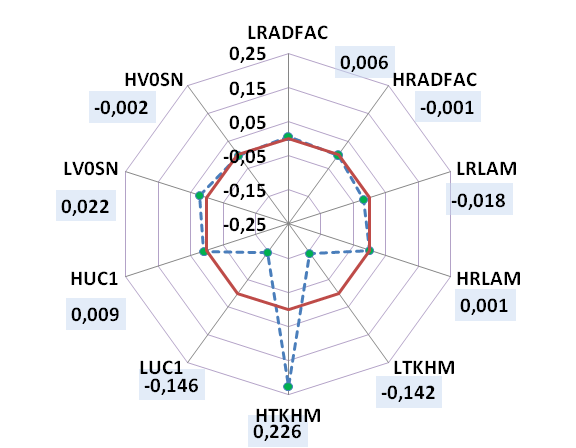 LRADFAC
0,25
0,006
HV0SN
HRADFAC
0,15
-0,002
-0,001
0,05
LV0SN
-0,05
LRLAM
0,022
-0,15
-0,018
-0,25
HUC1
HRLAM
0,009
0,001
LUC1
LTKHM
-0,146
-0,142
HTKHM
0,226